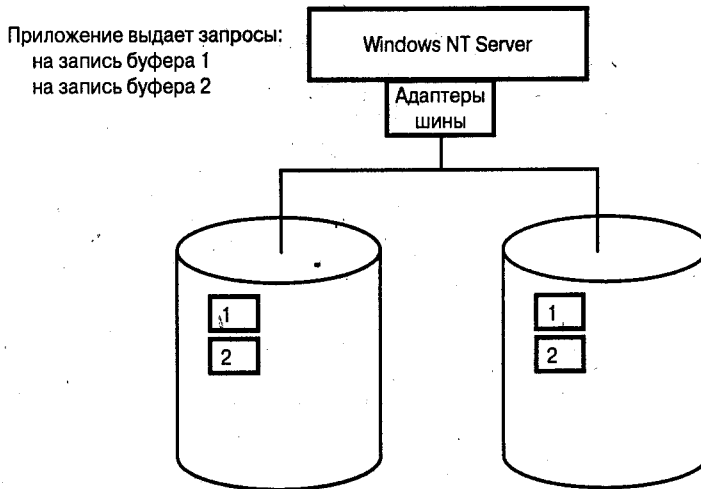 Приложение выдает запросы:
на запись буфера 1
на запись буфера 2
Windows NT Server
Адаптеры
шины
1
2
1
2